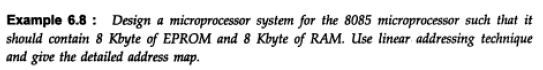 Example 6.8 : Design a microprocessor system for the 8085 microprocessor such that it
should contain 8 Kbyte of EPROM and 8 Kbyte of RAM. Use linear addressing technique
and give the detailed address map.